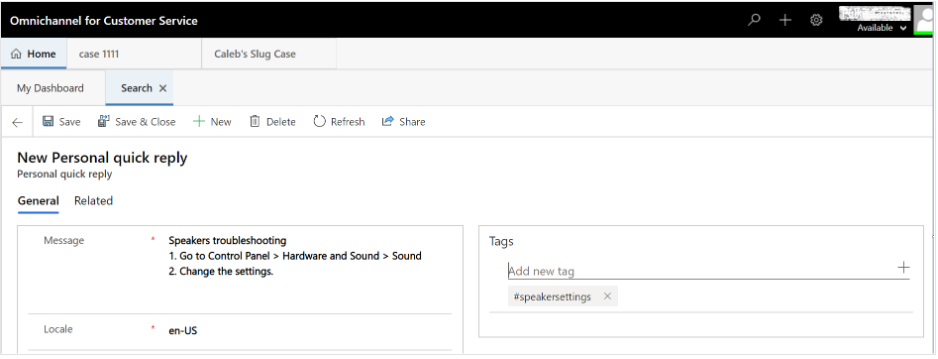 Omnichannel for Customer Service
Available
Home case 1111 Caleb's Slug Case
My Dashboard Search
Save Save & Close New Delete Refresh Share
New Personal quick reply
Personal quick reply
General Related
Message * Speakers troubleshooting
1. Go to Control Panel > Hardware and Sound > Sound
2. Change the settings.
Locale * en-US
Tags
Add new tag
#speakersettings